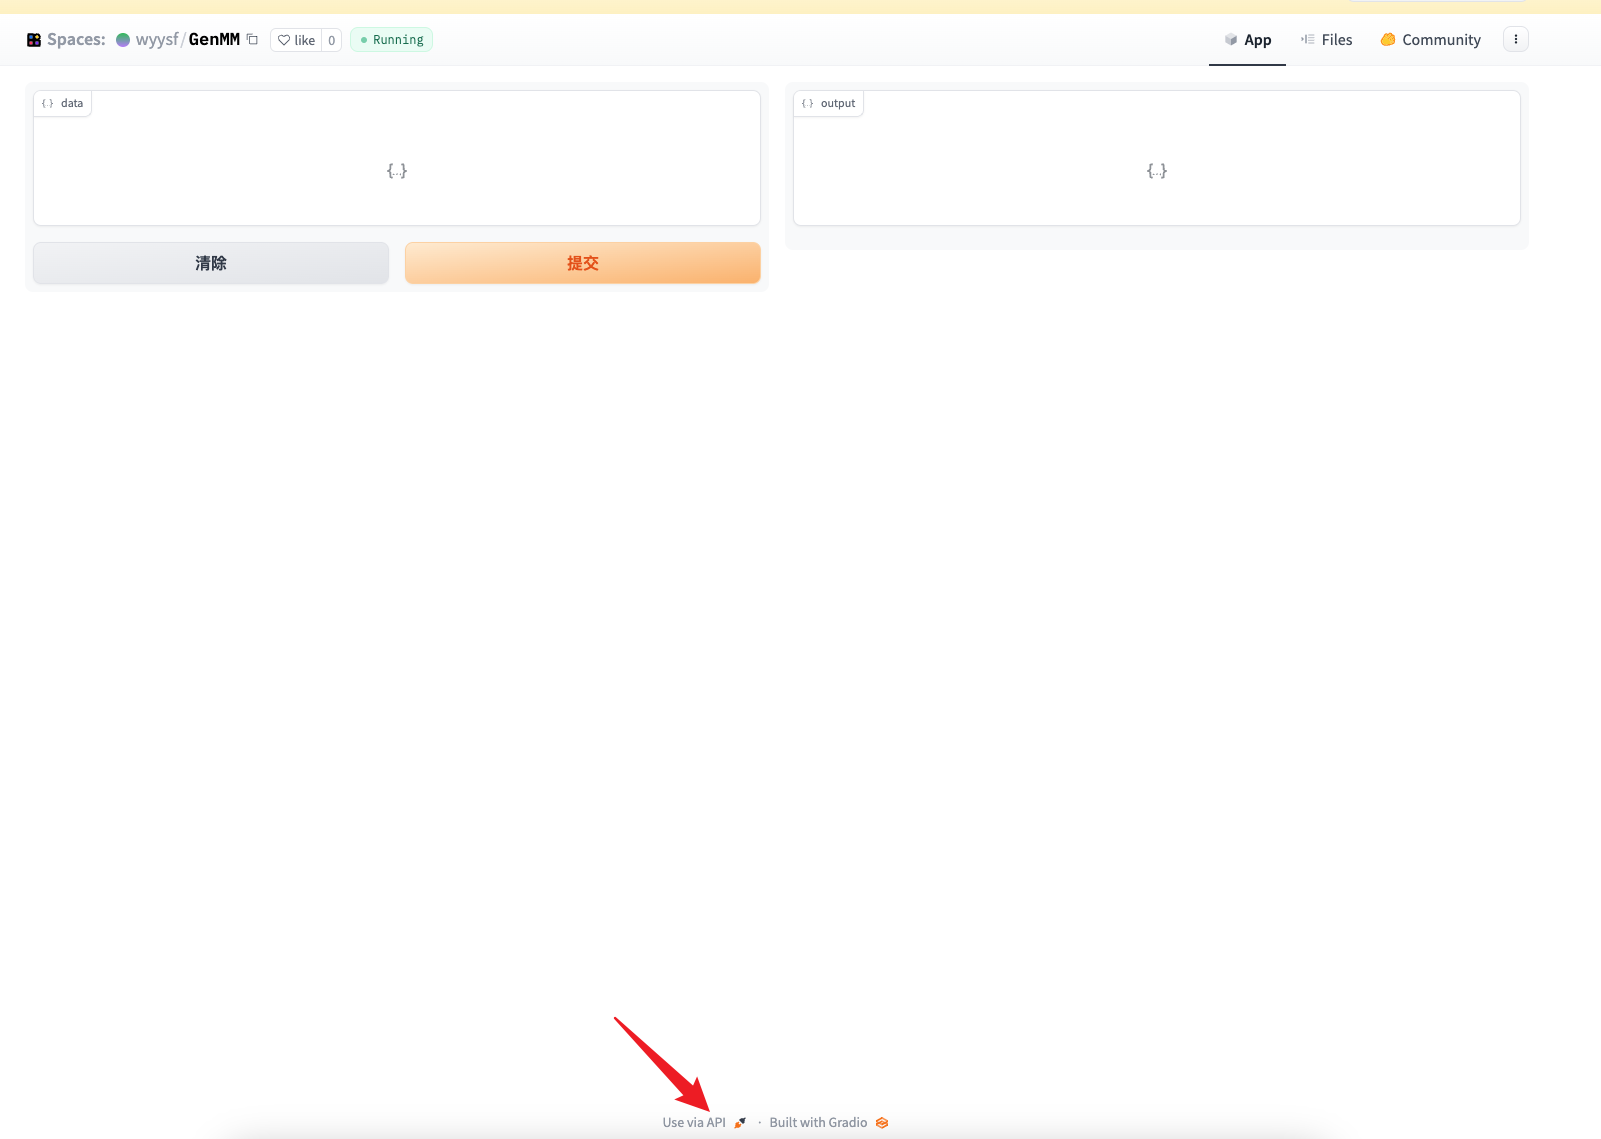 Spaces: wyysf/GenMM like 0 Running App Files Community
data
output
{...}
{...}
清除 提交
Use via API · Built with Gradio